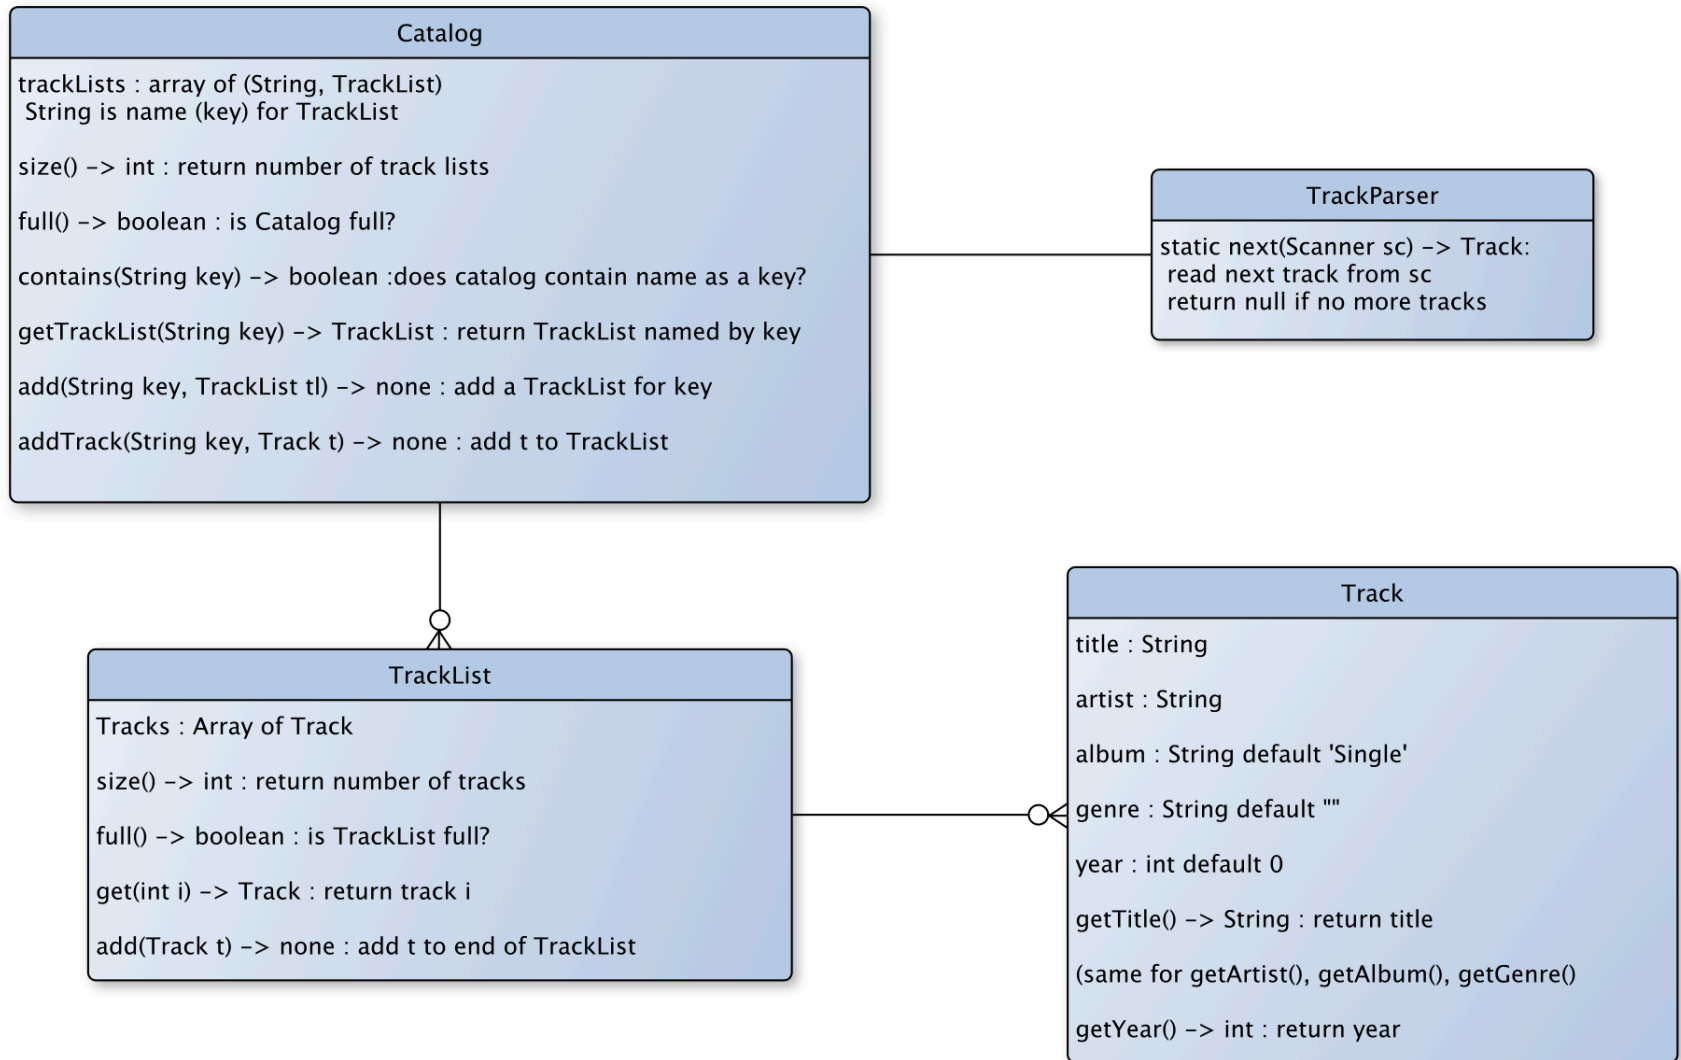 Catalog
trackLists : array of (String, TrackList)
String is name (key) for TrackList
size() –> int : return number of track lists
full() –> boolean : is Catalog full?
contains(String key) –> boolean :does catalog contain name as a key?
getTrackList(String key) –> TrackList : return TrackList named by key
add(String key, TrackList tl) –> none : add a TrackList for key
addTrack(String key, Track t) –> none : add t to TrackList
TrackParser
static next(Scanner sc) –> Track:
read next track from sc
return null if no more tracks
TrackList
Tracks : Array of Track
size() –> int : return number of tracks
full() –> boolean : is TrackList full?
get(int i) –> Track : return track i
add(Track t) –> none : add t to end of TrackList
Track
title : String
artist : String
album : String default 'Single'
genre : String default ""
year : int default 0
getTitle() –> String : return title
(same for getArtist(), getAlbum(), getGenre()
getYear() –> int : return year